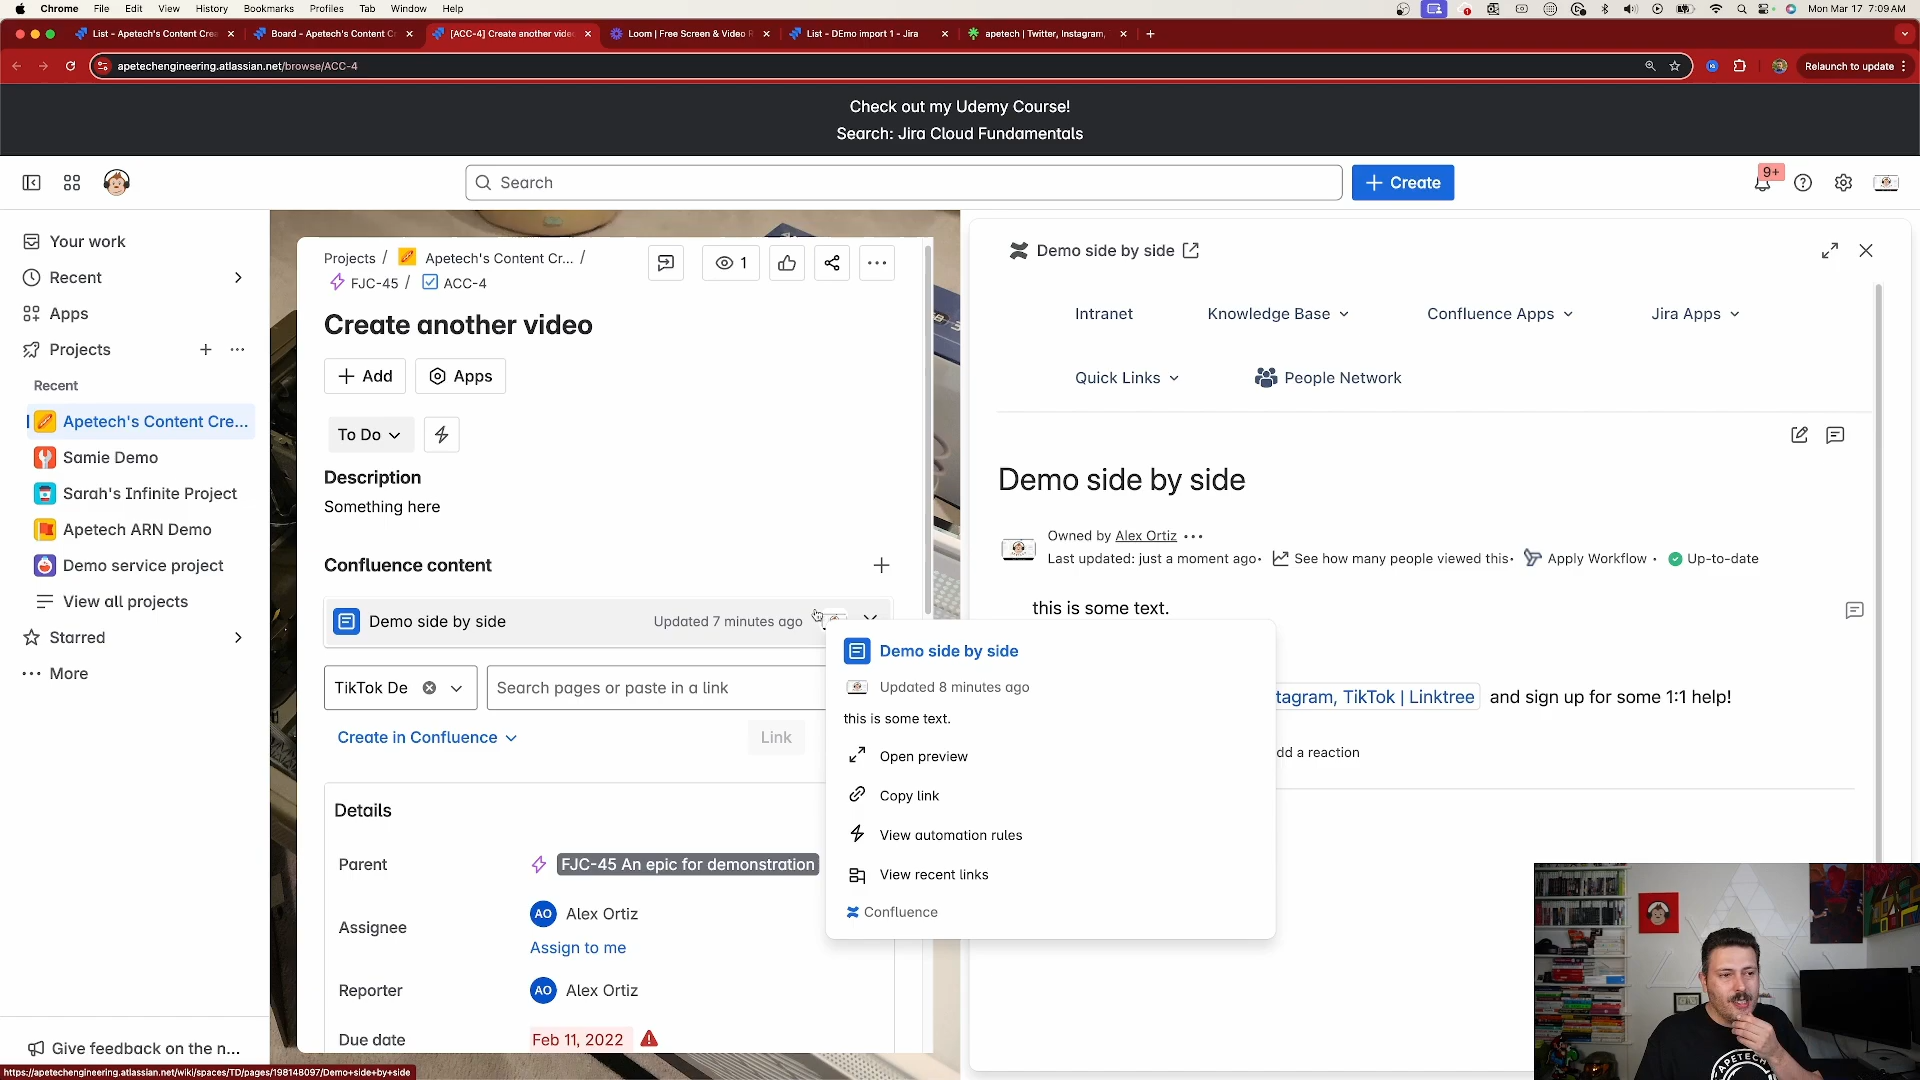 Chrome File Edit View History Bookmarks Profiles Tab Window Help
Mon Mar 17 7:09 AM
List - Apetech's Content Crea
Board - Apetech's Content C
[ACC-4] Create another video
Loom | Free Screen & Video R
List - DEmo import 1 - Jira
apetech | Twitter, Instagram,
apetechengineering.atlassian.net/browse/ACC-4
Relaunch to update
Check out my Udemy Course!
Search: Jira Cloud Fundamentals
Search
Create
9+
Your work
Recent
Apps
Projects
Recent
Apetech's Content Cre...
Samie Demo
Sarah's Infinite Project
Apetech ARN Demo
Demo service project
View all projects
Starred
More
Give feedback on the n...
https://apetechengineering.atlassian.net/wiki/spaces/TD/pages/198148097/Demo+side+by+side
Projects / Apetech's Content Cr... /
FJC-45 / ACC-4
1
Create another video
Add
Apps
To Do
Description
Something here
Confluence content
Demo side by side
Updated 7 minutes ago
TikTok De
Search pages or paste in a link
Create in Confluence
Link
Details
Parent
FJC-45 An epic for demonstration
Assignee
AO Alex Ortiz
Assign to me
Reporter
AO Alex Ortiz
Due date
Feb 11, 2022
Demo side by side
Updated 8 minutes ago
this is some text.
Open preview
Copy link
View automation rules
View recent links
Confluence
Demo side by side
Intranet
Knowledge Base
Confluence Apps
Jira Apps
Quick Links
People Network
Demo side by side
Owned by Alex Ortiz
Last updated: just a moment ago
See how many people viewed this
Apply Workflow
Up-to-date
this is some text.
tagram, TikTok | Linktree and sign up for some 1:1 help!
dd a reaction
APETECH